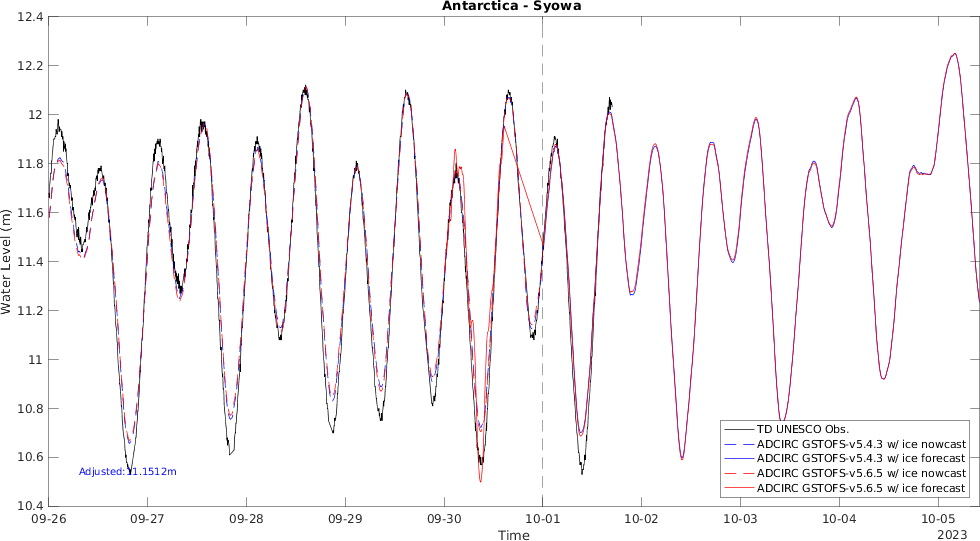 Antarctica - Syowa
12.4
12.2
12
11.8
11.6
11.4
11.2
11
10.8
10.6
10.4
Water Level (m)
Adjusted:11.1512m
TD UNESCO Obs.
ADCIRC GSTOFS-v5.4.3 w/ ice nowcast
ADCIRC GSTOFS-v5.4.3 w/ ice forecast
ADCIRC GSTOFS-v5.6.5 w/ ice nowcast
ADCIRC GSTOFS-v5.6.5 w/ ice forecast
09-26 09-27 09-28 09-29 09-30 10-01 10-02 10-03 10-04 10-05
Time
2023